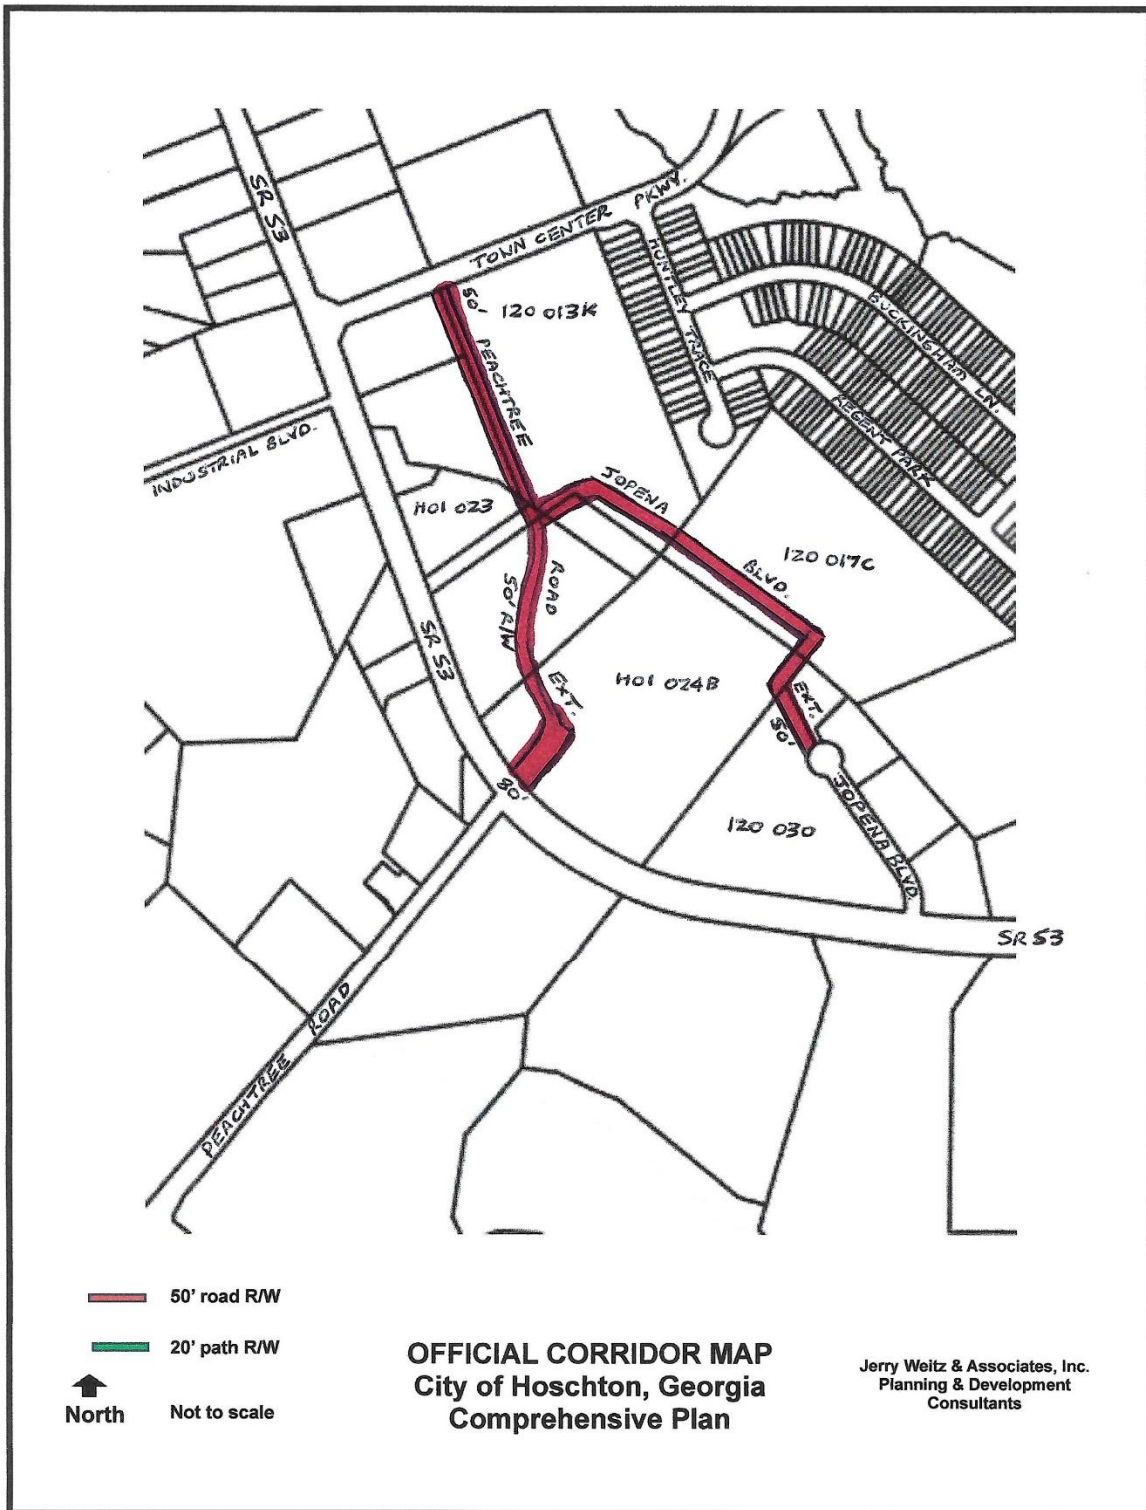 SR 53
TOWN CENTER PKWY.
50'
120 013K
HUNTLEY TRACE
BUCKINGHAM LN.
REGENT PARK
PEACHTREE
INDUSTRIAL BLVD.
H01 023
JOPENA
BLVD.
120 017C
ROAD
50' R/W
EXT.
SR 53
H01 024B
EXT.
50'
80'
JOPENA BLVD.
120 030
SR 53
PEACHTREE ROAD
50' road R/W
20' path R/W
North
Not to scale
OFFICIAL CORRIDOR MAP
City of Hoschton, Georgia
Comprehensive Plan
Jerry Weitz & Associates, Inc.
Planning & Development
Consultants